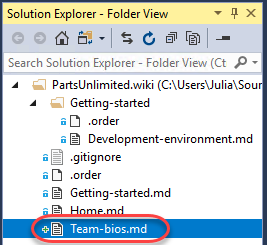 Solution Explorer - Folder View
Search Solution Explorer - Folder View (Ct
PartsUnlimited.wiki (C:\Users\Julia\Sour
Getting-started
.order
Development-environment.md
.gitignore
.order
Getting-started.md
Home.md
Team-bios.md